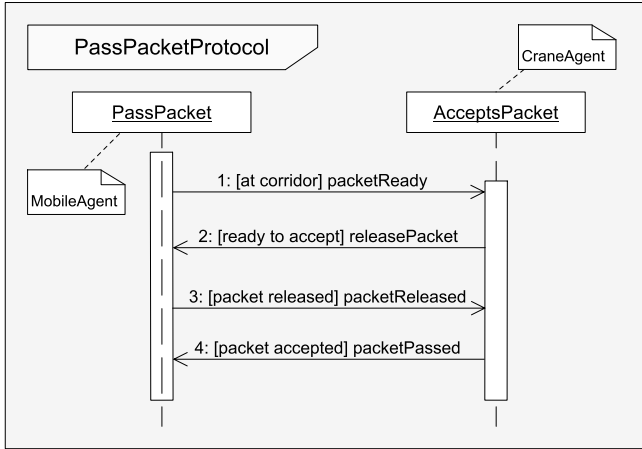 PassPacketProtocol
CraneAgent
PassPacket
AcceptsPacket
MobileAgent
1: [at corridor] packetReady
2: [ready to accept] releasePacket
3: [packet released] packetReleased
4: [packet accepted] packetPassed